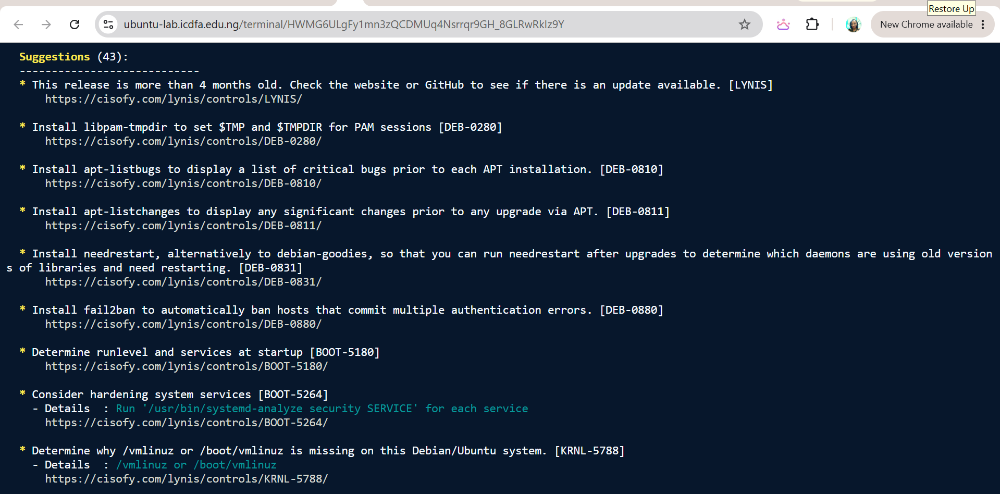 Restore Up
ubuntu-lab.icdfa.edu.ng/terminal/HWMG6ULgFy1mn3zQCDMUq4Nsrrqr9GH_8GLRwRkIz9Y
New Chrome available
Suggestions (43):
----------------------------
* This release is more than 4 months old. Check the website or GitHub to see if there is an update available. [LYNIS]
https://cisofy.com/lynis/controls/LYNIS/
* Install libpam-tmpdir to set $TMP and $TMPDIR for PAM sessions [DEB-0280]
https://cisofy.com/lynis/controls/DEB-0280/
* Install apt-listbugs to display a list of critical bugs prior to each APT installation. [DEB-0810]
https://cisofy.com/lynis/controls/DEB-0810/
* Install apt-listchanges to display any significant changes prior to any upgrade via APT. [DEB-0811]
https://cisofy.com/lynis/controls/DEB-0811/
* Install needrestart, alternatively to debian-goodies, so that you can run needrestart after upgrades to determine which daemons are using old version
s of libraries and need restarting. [DEB-0831]
https://cisofy.com/lynis/controls/DEB-0831/
* Install fail2ban to automatically ban hosts that commit multiple authentication errors. [DEB-0880]
https://cisofy.com/lynis/controls/DEB-0880/
* Determine runlevel and services at startup [BOOT-5180]
https://cisofy.com/lynis/controls/BOOT-5180/
* Consider hardening system services [BOOT-5264]
- Details  : Run '/usr/bin/systemd-analyze security SERVICE' for each service
https://cisofy.com/lynis/controls/BOOT-5264/
* Determine why /vmlinuz or /boot/vmlinuz is missing on this Debian/Ubuntu system. [KRNL-5788]
- Details  : /vmlinuz or /boot/vmlinuz
https://cisofy.com/lynis/controls/KRNL-5788/